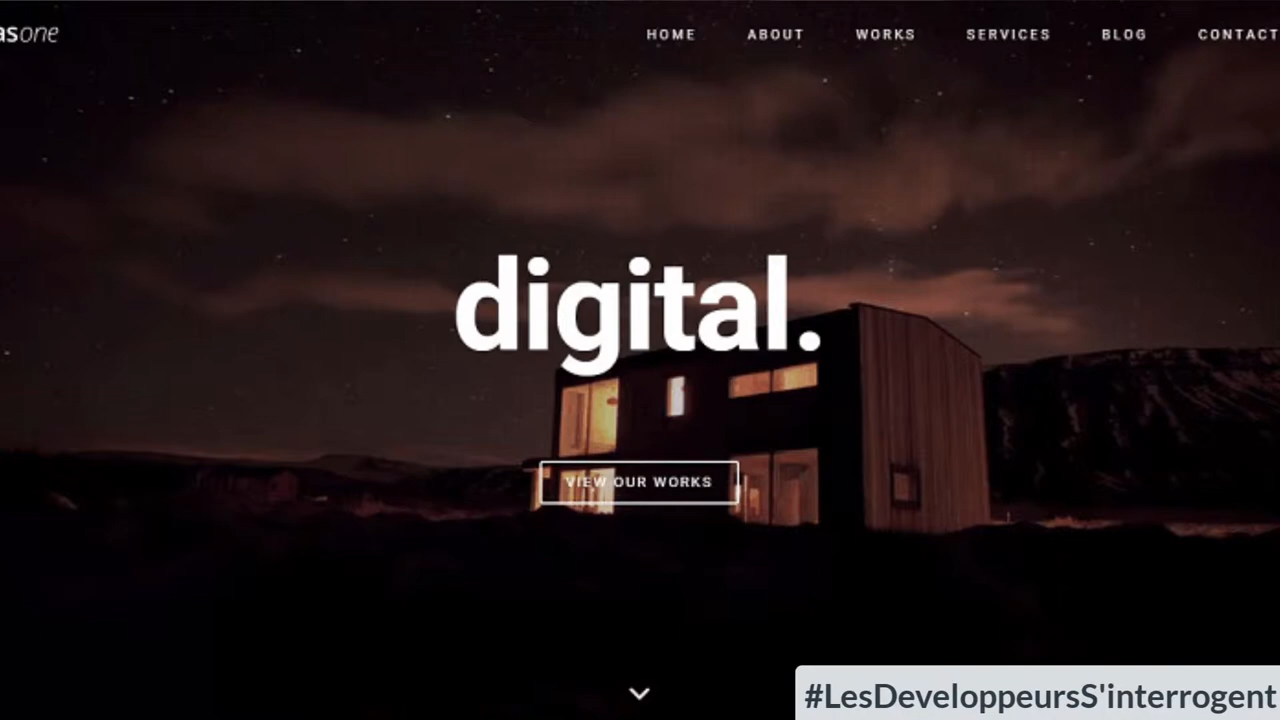 asone
HOME ABOUT WORKS SERVICES BLOG CONTACT
digital.
VIEW OUR WORKS
#LesDeveloppeursS'interrogent